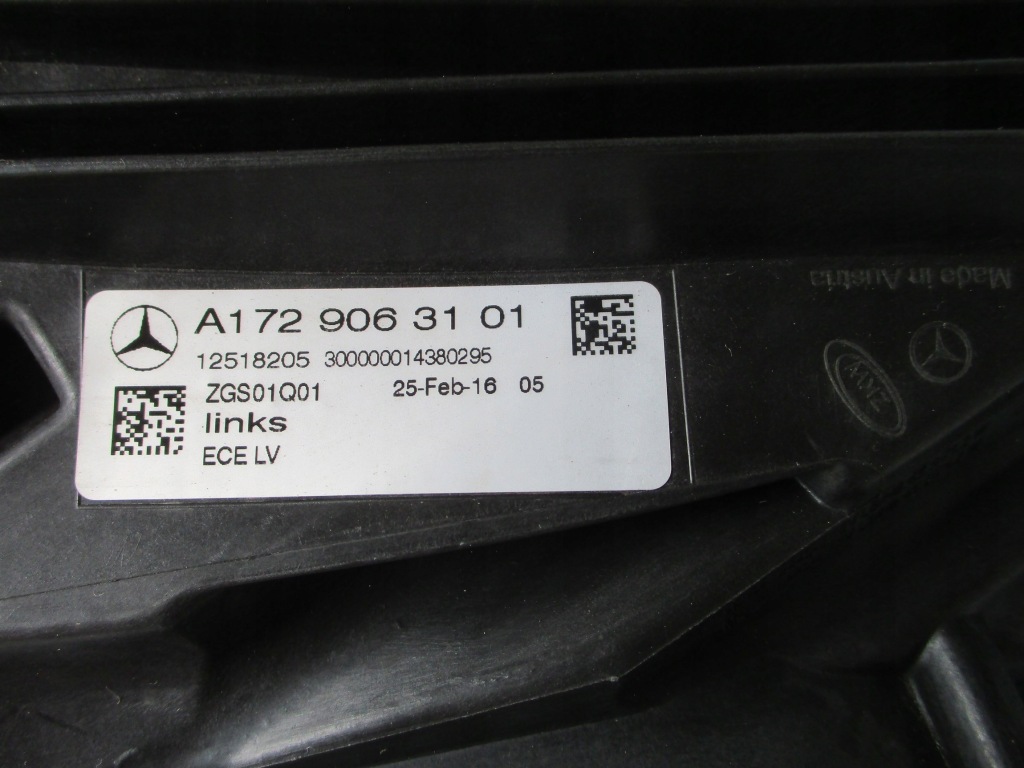 A172 906 31 01
12518205 300000014380295
ZGS01Q01 25-Feb-16 05
links
ECE LV
Made in Austria